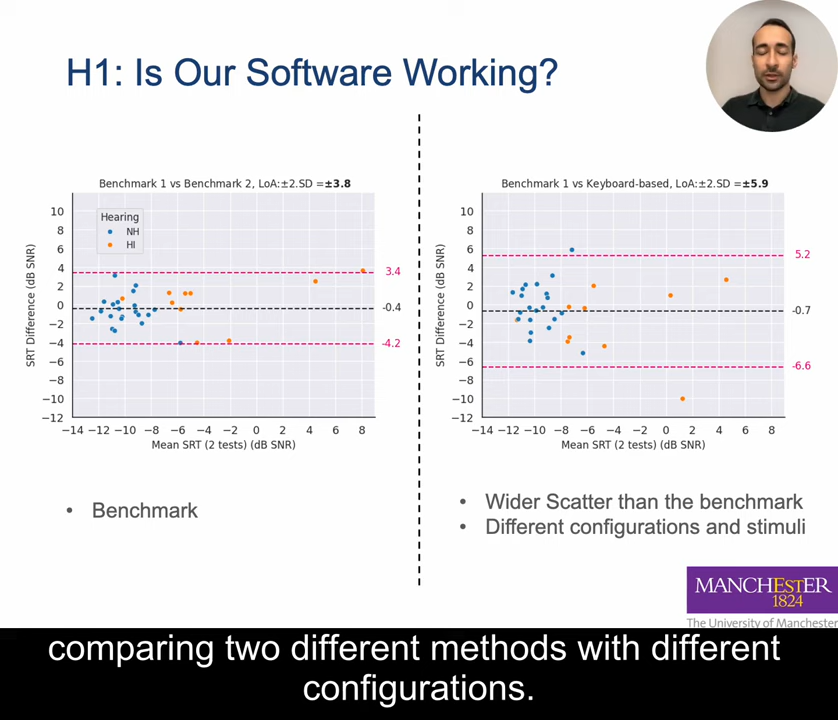 H1: Is Our Software Working?
Benchmark 1 vs Benchmark 2, LoA:±2.SD =±3.8
Hearing
NH
HI
10
8
6
4
2
0
−2
−4
−6
−8
−10
−12
SRT Difference (dB SNR)
3.4
-0.4
-4.2
−14 −12 −10 −8 −6 −4 −2 0 2 4 6 8
Mean SRT (2 tests) (dB SNR)
• Benchmark
Benchmark 1 vs Keyboard-based, LoA:±2.SD =±5.9
10
8
6
4
2
0
−2
−4
−6
−8
−10
−12
SRT Difference (dB SNR)
5.2
-0.7
-6.6
−14 −12 −10 −8 −6 −4 −2 0 2 4 6 8
Mean SRT (2 tests) (dB SNR)
• Wider Scatter than the benchmark
• Different configurations and stimuli
MANCHESTER
1824
The University of Manchester
comparing two different methods with different
configurations.